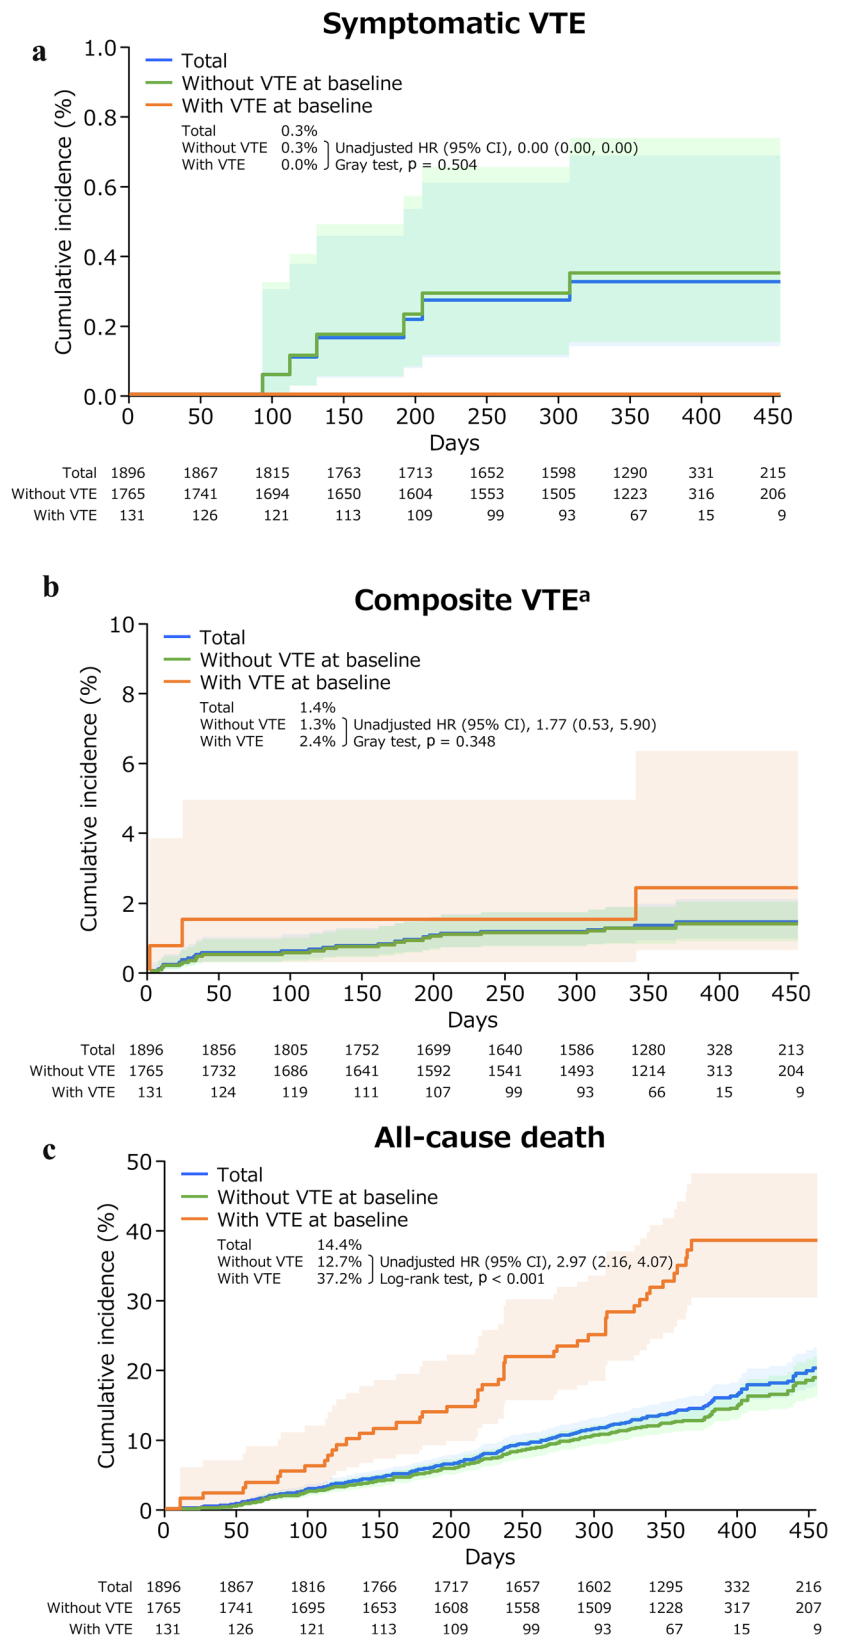 Symptomatic VTE
a
Total
Without VTE at baseline
With VTE at baseline
Total 0.3%
Without VTE 0.3% Unadjusted HR (95% CI), 0.00 (0.00, 0.00)
With VTE 0.0% Gray test, p = 0.504
Cumulative incidence (%)
1.0
0.8
0.6
0.4
0.2
0.0
0 50 100 150 200 250 300 350 400 450
Days
Total 1896 1867 1815 1763 1713 1652 1598 1290 331 215
Without VTE 1765 1741 1694 1650 1604 1553 1505 1223 316 206
With VTE 131 126 121 113 109 99 93 67 15 9
b
Composite VTEᵃ
Total
Without VTE at baseline
With VTE at baseline
Total 1.4%
Without VTE 1.3% Unadjusted HR (95% CI), 1.77 (0.53, 5.90)
With VTE 2.4% Gray test, p = 0.348
Cumulative incidence (%)
10
8
6
4
2
0
0 50 100 150 200 250 300 350 400 450
Days
Total 1896 1856 1805 1752 1699 1640 1586 1280 328 213
Without VTE 1765 1732 1686 1641 1592 1541 1493 1214 313 204
With VTE 131 124 119 111 107 99 93 66 15 9
All-cause death
c
Total
Without VTE at baseline
With VTE at baseline
Total 14.4%
Without VTE 12.7% Unadjusted HR (95% CI), 2.97 (2.16, 4.07)
With VTE 37.2% Log-rank test, p < 0.001
Cumulative incidence (%)
50
40
30
20
10
0
0 50 100 150 200 250 300 350 400 450
Days
Total 1896 1867 1816 1766 1717 1657 1602 1295 332 216
Without VTE 1765 1741 1695 1653 1608 1558 1509 1228 317 207
With VTE 131 126 121 113 109 99 93 67 15 9